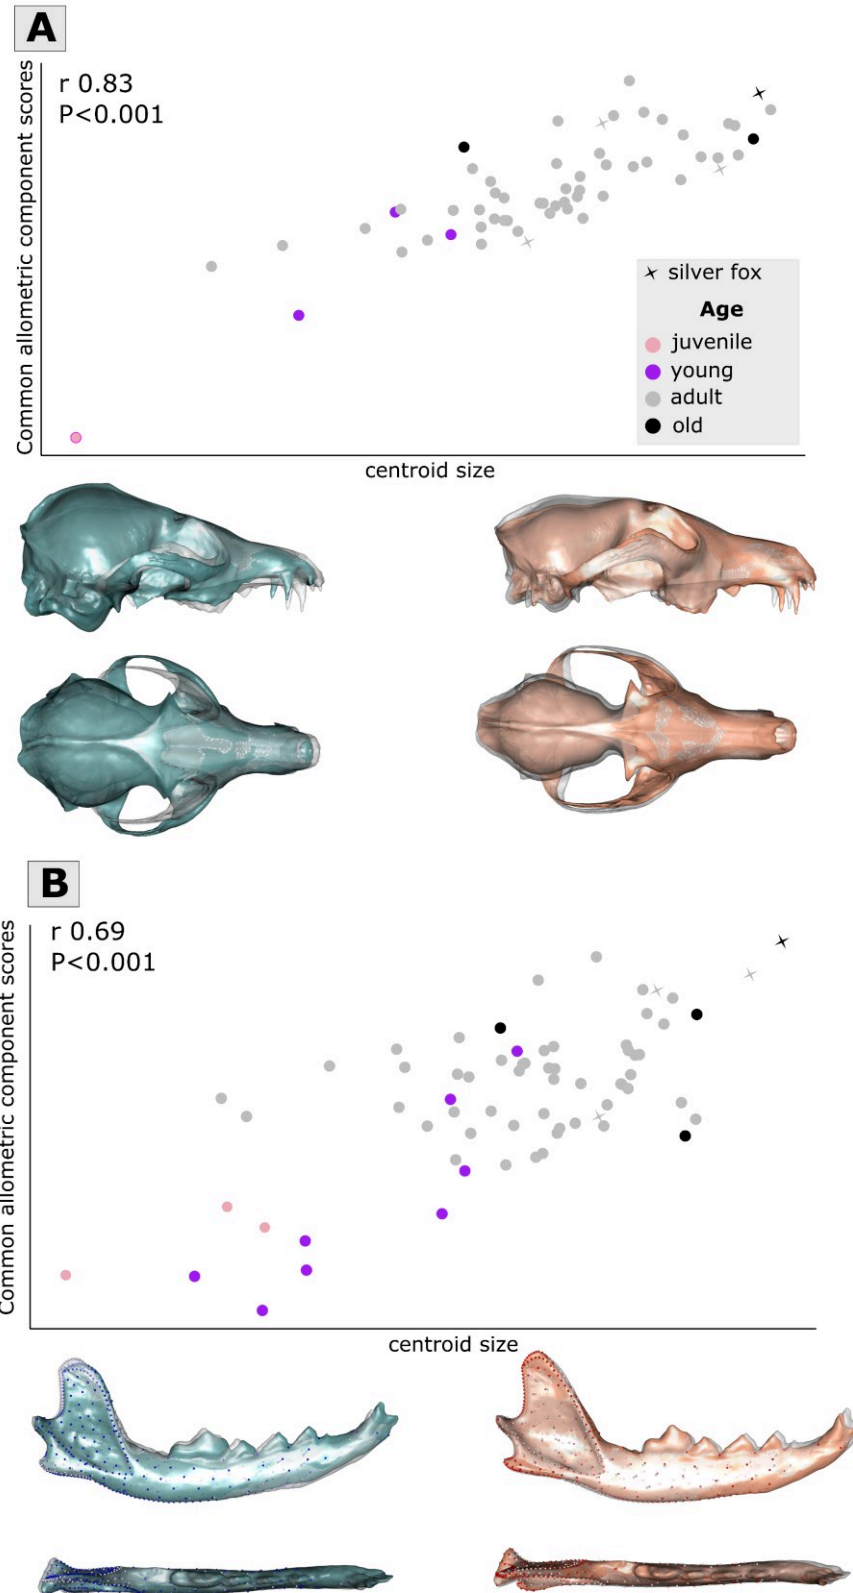 A
Common allometric component scores
r 0.83
P<0.001
silver fox
Age
juvenile
young
adult
old
centroid size
B
Common allometric component scores
r 0.69
P<0.001
centroid size